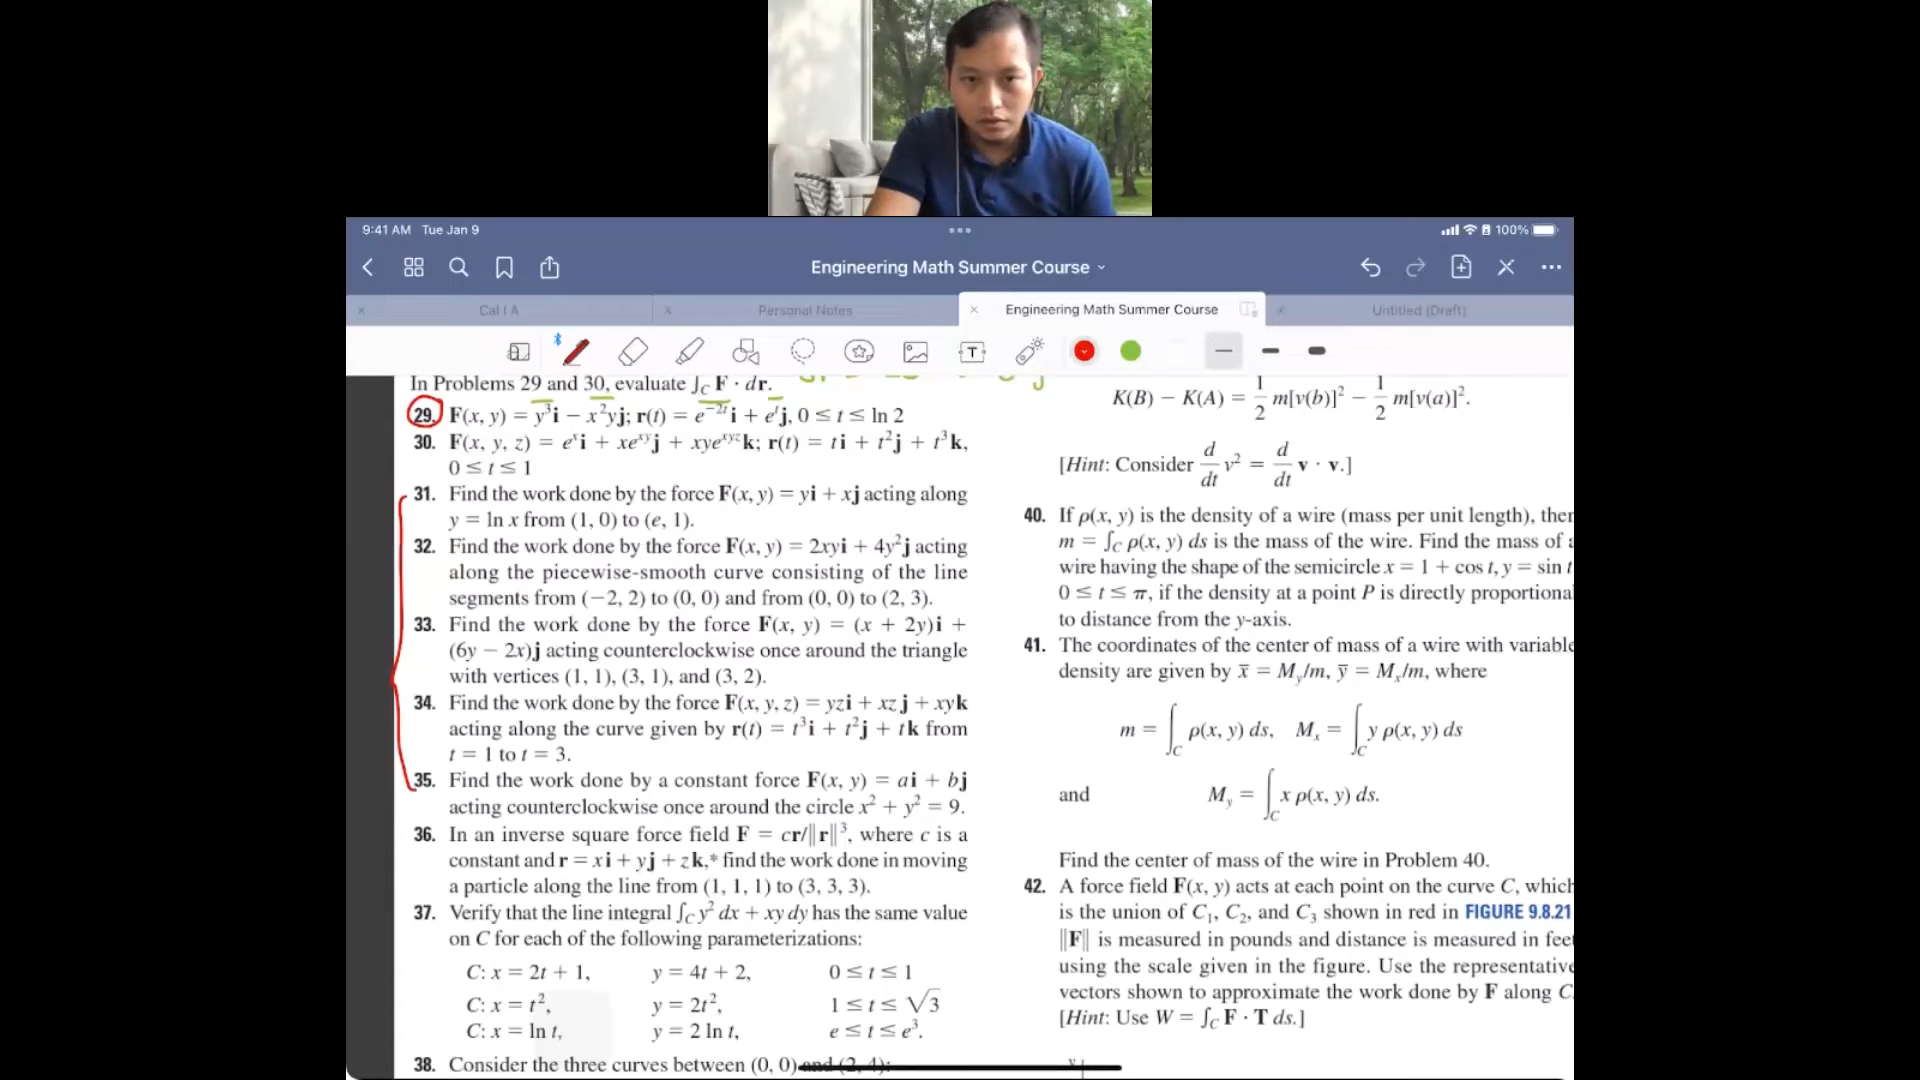 9:41 AM Tue Jan 9
100%
Engineering Math Summer Course
Cal I A
Personal Notes
Engineering Math Summer Course
Untitled (Draft)
T
In Problems 29 and 30, evaluate ∫_C F · dr.
29. F(x, y) = y³i − x²yj; r(t) = e^{−2t}i + e^t j, 0 ≤ t ≤ ln 2
30. F(x, y, z) = e^x i + xe^{xy} j + xye^{xyz} k; r(t) = ti + t²j + t³k,
0 ≤ t ≤ 1
31. Find the work done by the force F(x, y) = yi + xj acting along
y = ln x from (1, 0) to (e, 1).
32. Find the work done by the force F(x, y) = 2xyi + 4y²j acting
along the piecewise-smooth curve consisting of the line
segments from (−2, 2) to (0, 0) and from (0, 0) to (2, 3).
33. Find the work done by the force F(x, y) = (x + 2y)i +
(6y − 2x)j acting counterclockwise once around the triangle
with vertices (1, 1), (3, 1), and (3, 2).
34. Find the work done by the force F(x, y, z) = yzi + xzj + xyk
acting along the curve given by r(t) = t³i + t²j + tk from
t = 1 to t = 3.
35. Find the work done by a constant force F(x, y) = ai + bj
acting counterclockwise once around the circle x² + y² = 9.
36. In an inverse square force field F = cr/||r||³, where c is a
constant and r = xi + yj + zk,* find the work done in moving
a particle along the line from (1, 1, 1) to (3, 3, 3).
37. Verify that the line integral ∫_C y² dx + xy dy has the same value
on C for each of the following parameterizations:
C: x = 2t + 1, y = 4t + 2, 0 ≤ t ≤ 1
C: x = t², y = 2t², 1 ≤ t ≤ √3
C: x = ln t, y = 2 ln t, e ≤ t ≤ e³.
38. Consider the three curves between (0, 0) and (2, 4):
K(B) − K(A) = 1/2 m[v(b)]² − 1/2 m[v(a)]².
[Hint: Consider d/dt v² = d/dt v · v.]
40. If ρ(x, y) is the density of a wire (mass per unit length), then
m = ∫_C ρ(x, y) ds is the mass of the wire. Find the mass of a
wire having the shape of the semicircle x = 1 + cos t, y = sin t
0 ≤ t ≤ π, if the density at a point P is directly proportiona
to distance from the y-axis.
41. The coordinates of the center of mass of a wire with variable
density are given by x̄ = M_y/m, ȳ = M_x/m, where
m = ∫_C ρ(x, y) ds, M_x = ∫_C y ρ(x, y) ds
and M_y = ∫_C x ρ(x, y) ds.
Find the center of mass of the wire in Problem 40.
42. A force field F(x, y) acts at each point on the curve C, which
is the union of C₁, C₂, and C₃ shown in red in FIGURE 9.8.21
||F|| is measured in pounds and distance is measured in feet
using the scale given in the figure. Use the representative
vectors shown to approximate the work done by F along C.
[Hint: Use W = ∫_C F · T ds.]
y